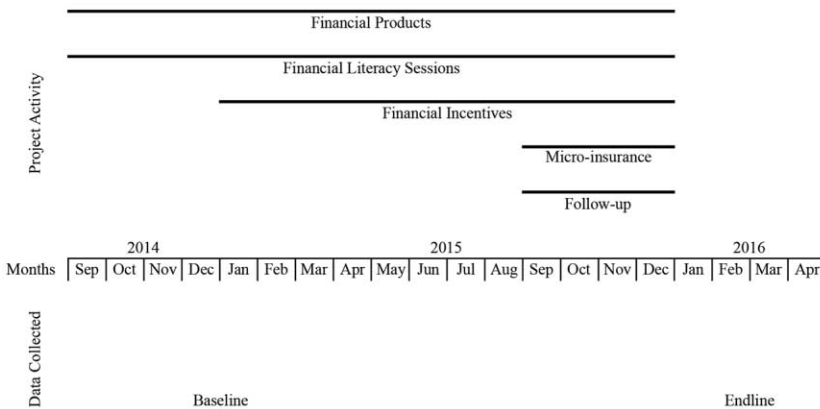 Financial Products
Financial Literacy Sessions
Project Activity
Financial Incentives
Micro-insurance
Follow-up
2014 2015 2016
Months Sep Oct Nov Dec Jan Feb Mar Apr May Jun Jul Aug Sep Oct Nov Dec Jan Feb Mar Apr
Data Collected
Baseline Endline